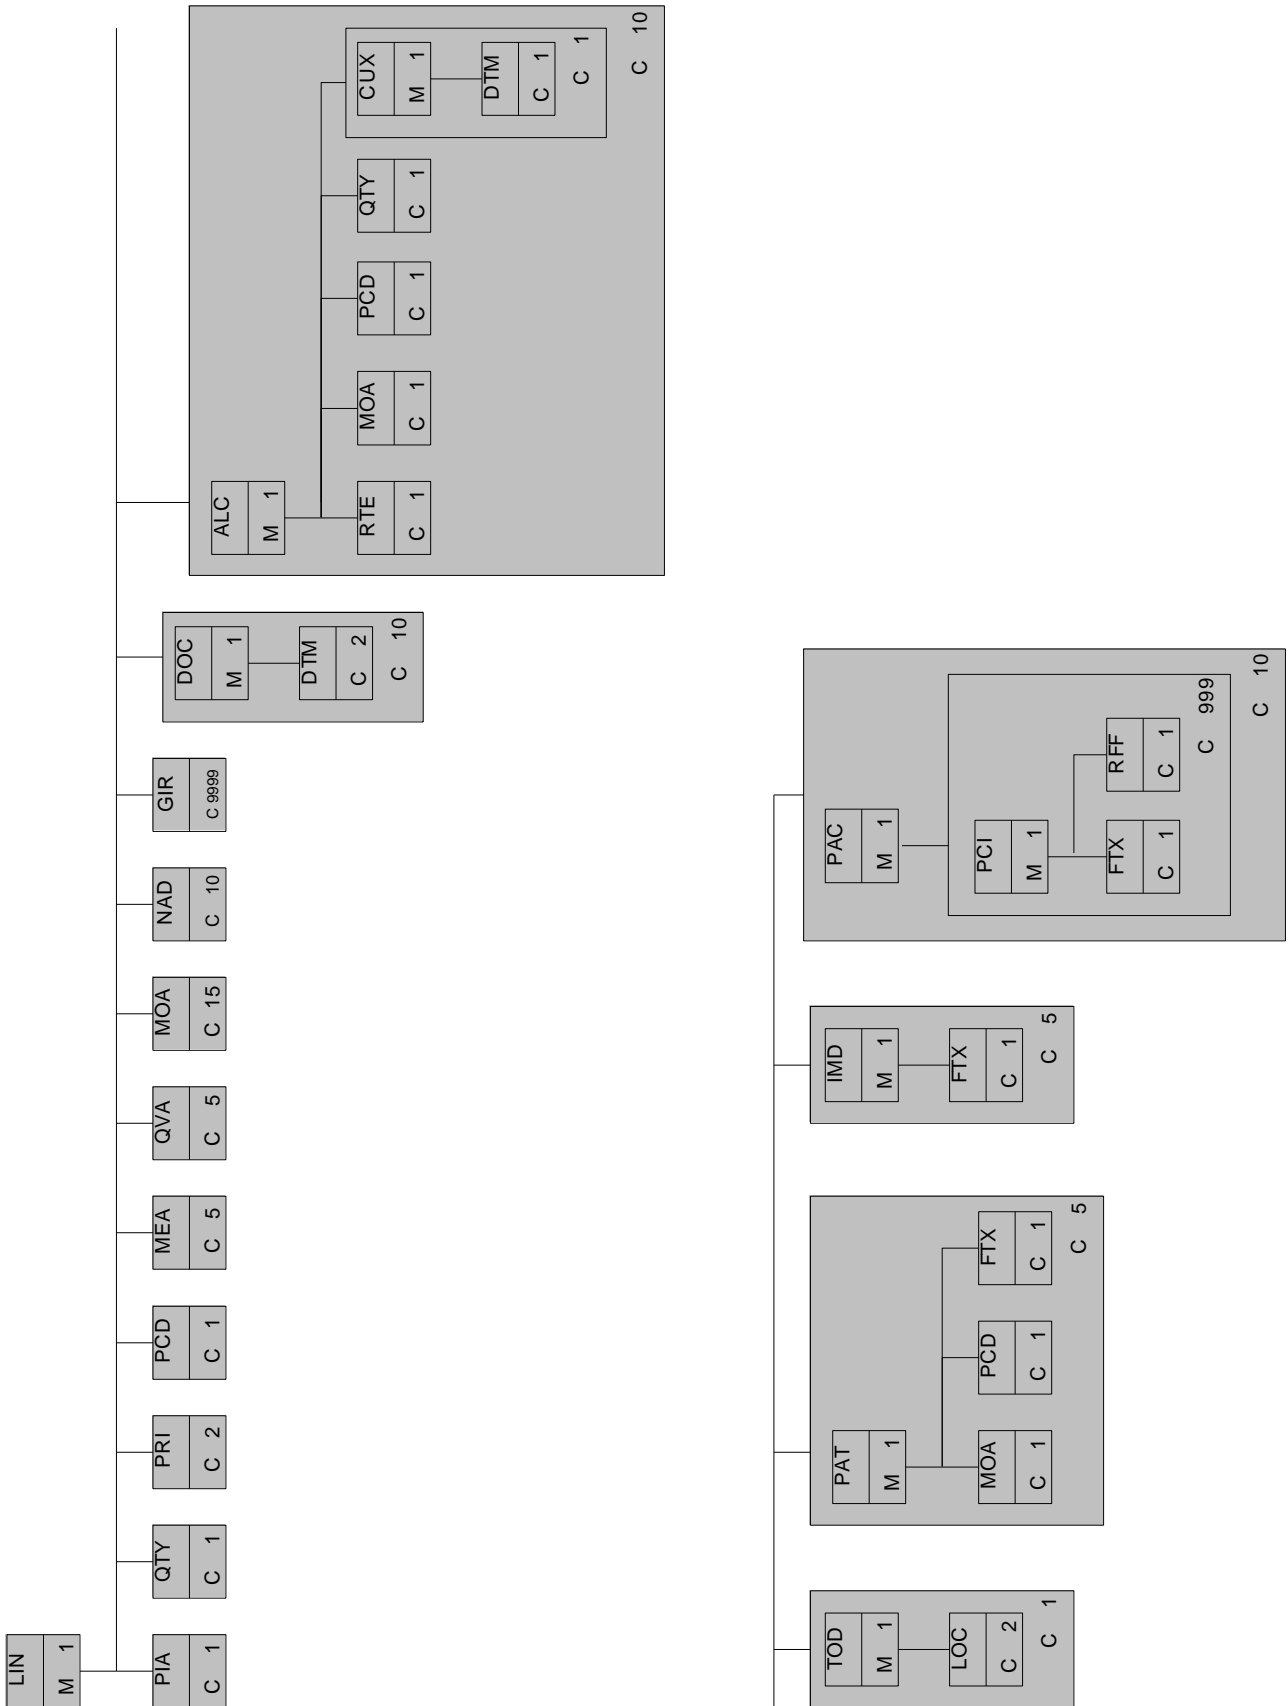 LIN
M 1
PIA
C 1
QTY
C 1
PRI
C 2
PCD
C 1
MEA
C 5
QVA
C 5
MOA
C 15
NAD
C 10
GIR
C 9999
DOC
M 1
DTM
C 2
C 10
ALC
M 1
RTE
C 1
MOA
C 1
PCD
C 1
QTY
C 1
CUX
M 1
DTM
C 1
C 1
C 10
TOD
M 1
LOC
C 2
C 1
PAT
M 1
MOA
C 1
PCD
C 1
FTX
C 1
C 5
IMD
M 1
FTX
C 1
C 5
PAC
M 1
PCI
M 1
FTX
C 1
RFF
C 1
C 999
C 10